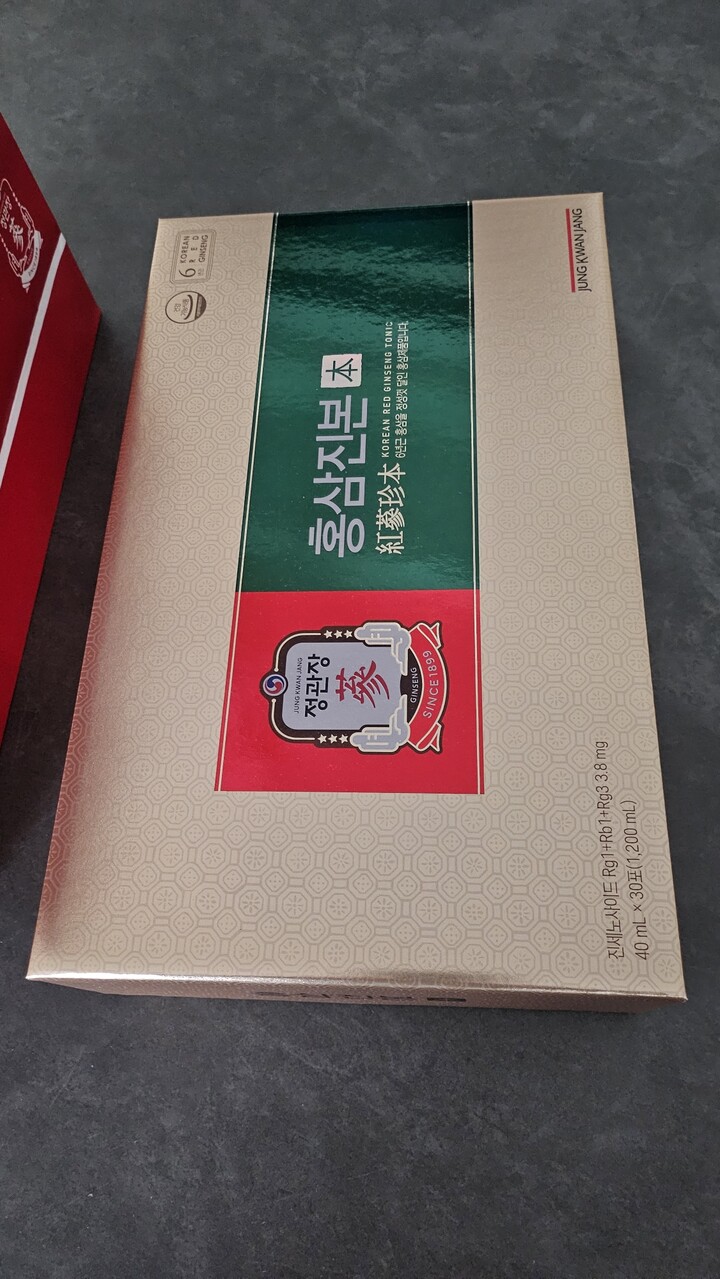 6 KOREAN
R E D
년근 GINSENG
JUNG KWAN JANG
홍삼진본 本
紅蔘珍本 KOREAN RED GINSENG TONIC
6년근 홍삼을 정성껏 달인 홍삼제품입니다.
JUNG KWAN JANG
정관장
蔘
GINSENG
SINCE 1899
진세노사이드 Rg1+Rb1+Rg3 3.8 mg
40 mL × 30포(1,200 mL)